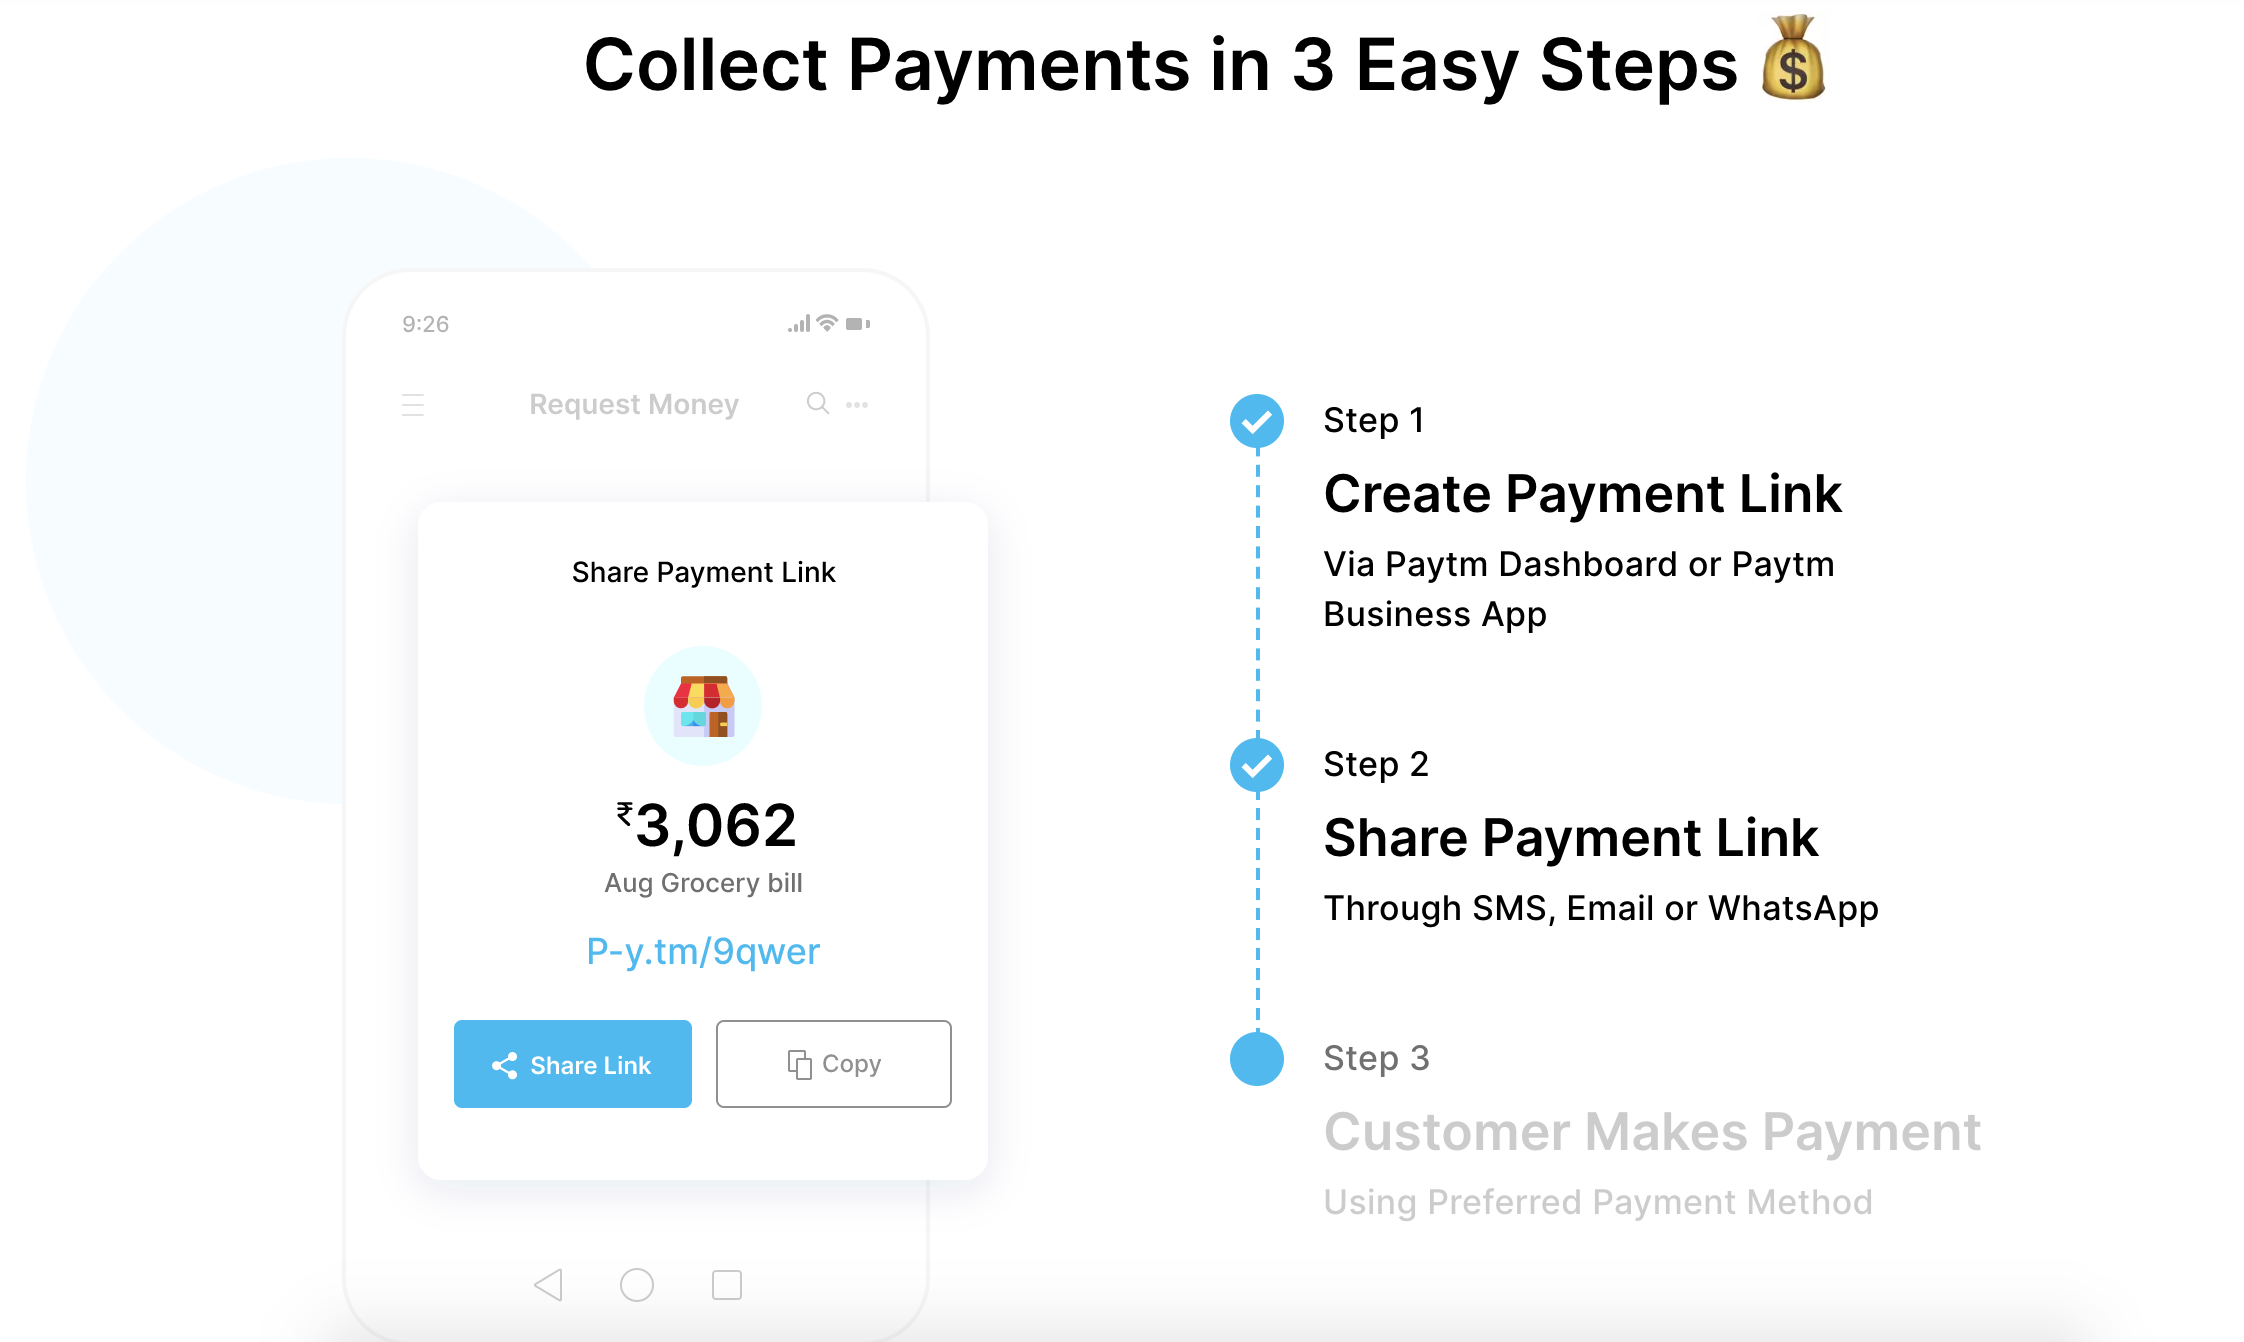 Collect Payments in 3 Easy Steps 💰
9:26
Request Money
Share Payment Link
₹3,062
Aug Grocery bill
P-y.tm/9qwer
Share Link
Copy
Step 1
Create Payment Link
Via Paytm Dashboard or Paytm
Business App
Step 2
Share Payment Link
Through SMS, Email or WhatsApp
Step 3
Customer Makes Payment
Using Preferred Payment Method